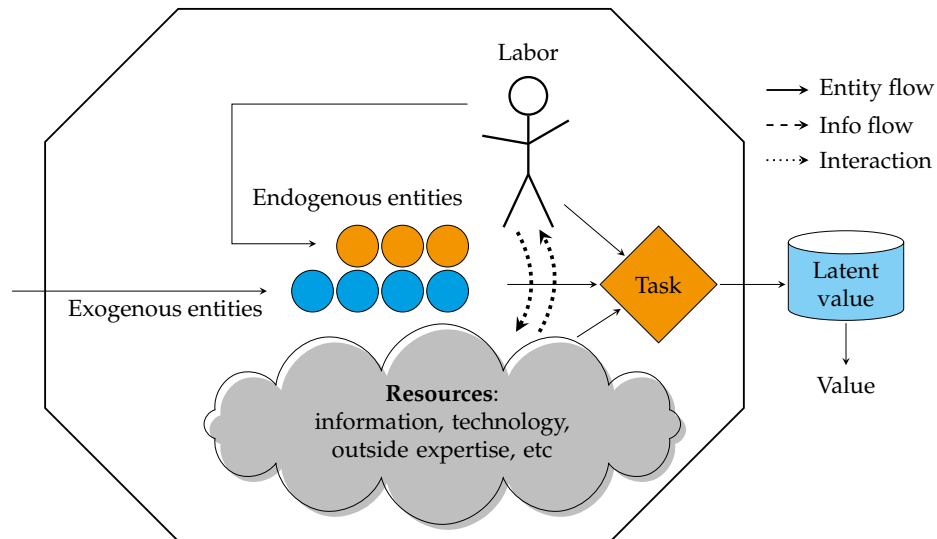 Labor
Entity flow
Info flow
Interaction
Endogenous entities
Exogenous entities
Task
Latent
value
Value
Resources:
information, technology,
outside expertise, etc